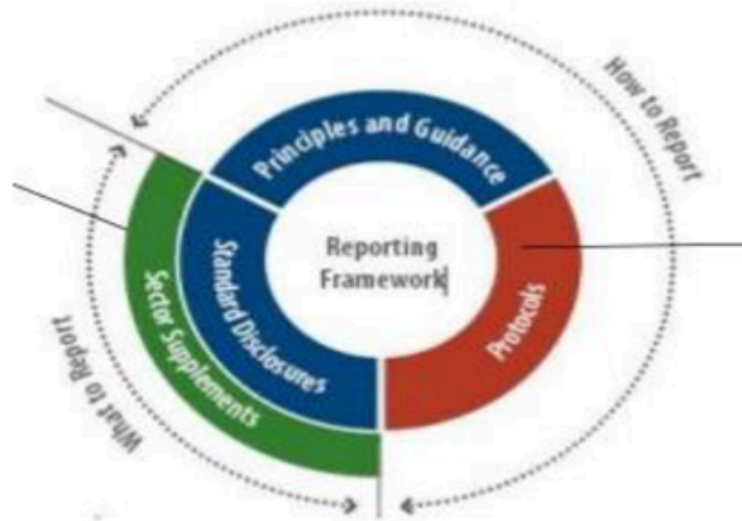 How to Report
Principles and Guidance
Reporting
Framework
Standard Disclosures
Sector Supplements
Protocols
What to Report